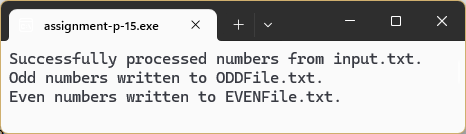 assignment-p-15.exe
Successfully processed numbers from input.txt.
Odd numbers written to ODDFile.txt.
Even numbers written to EVENFile.txt.